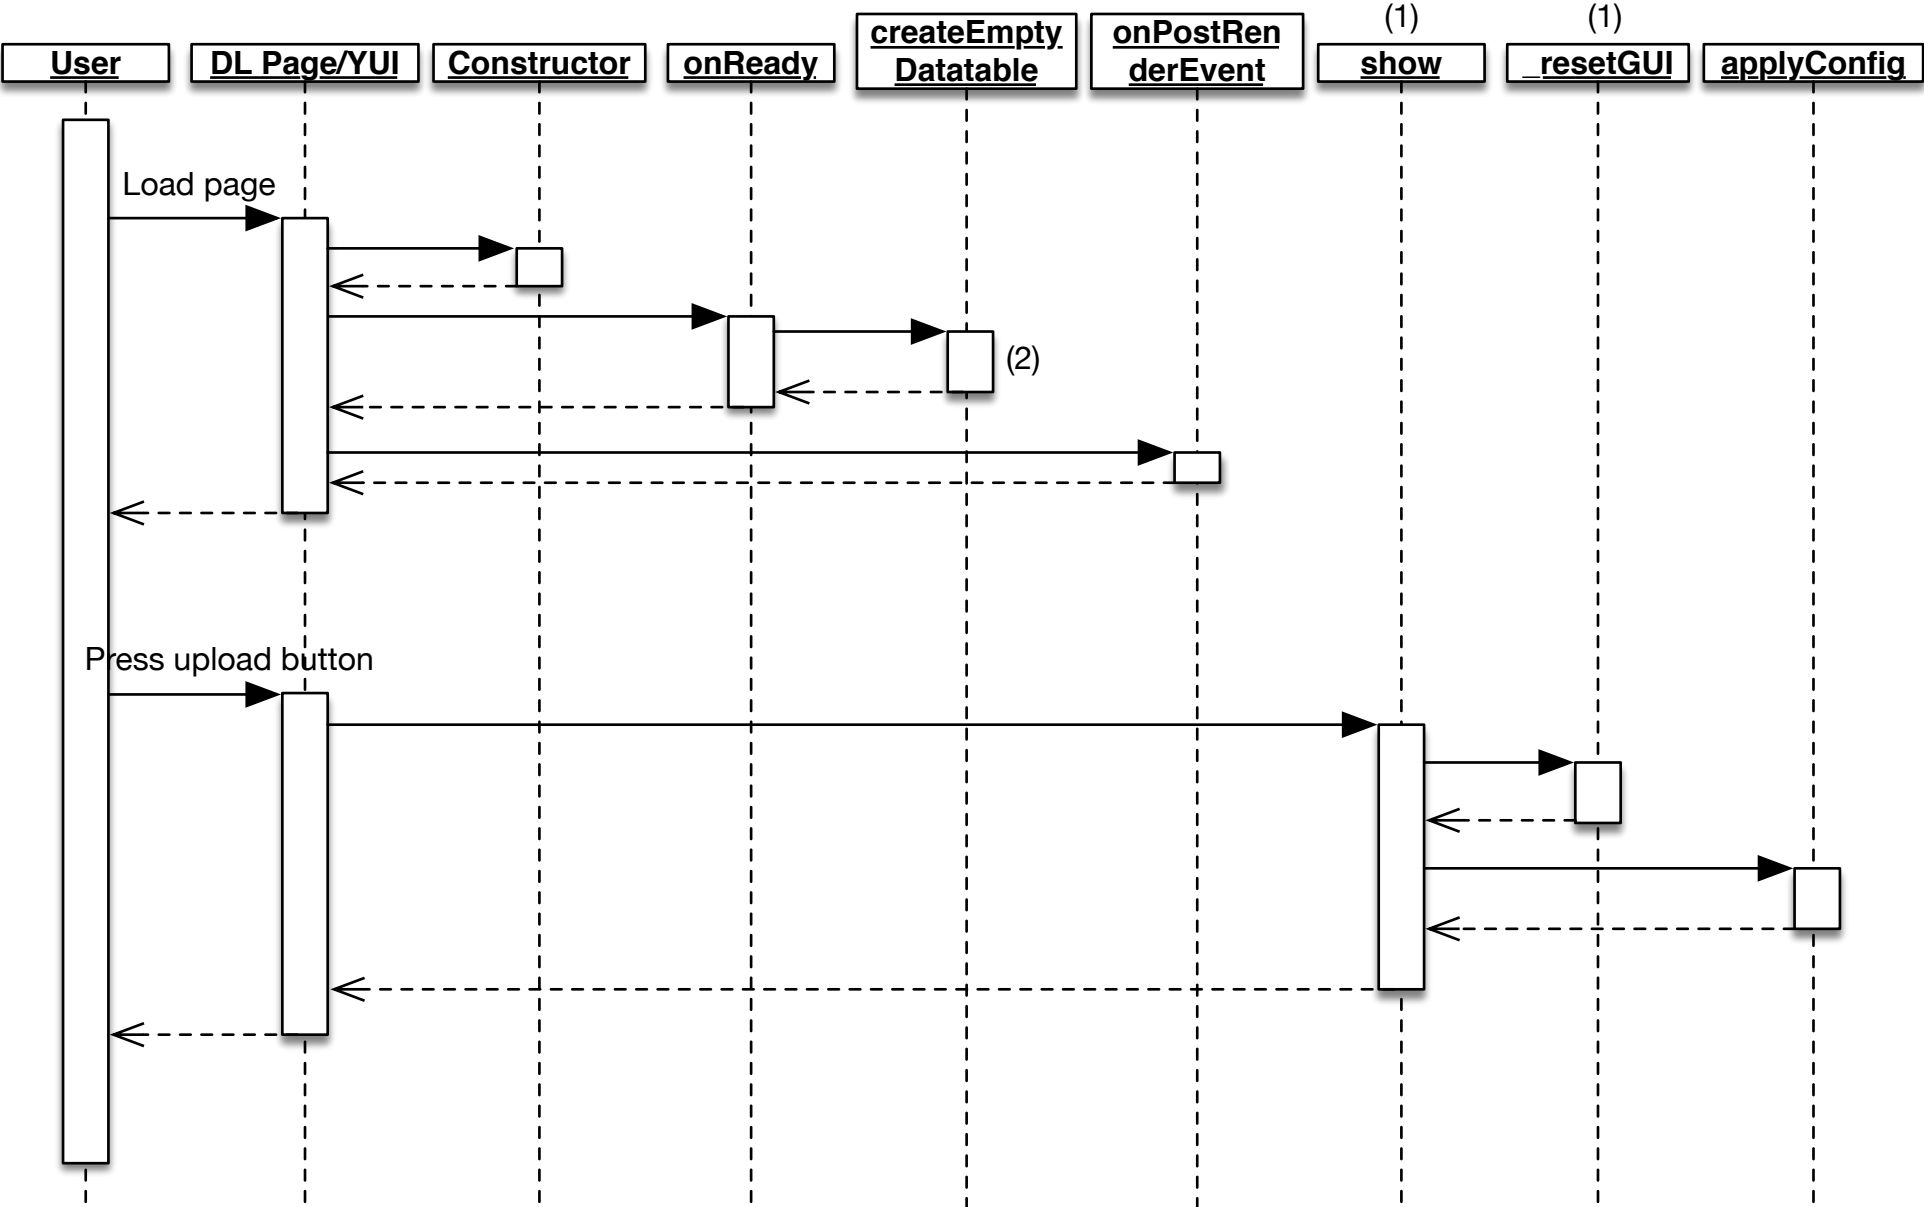 (1)
(1)
User
DL Page/YUI
Constructor
onReady
createEmpty
Datatable
onPostRen
derEvent
show
_resetGUI
applyConfig
Load page
(2)
Press upload button